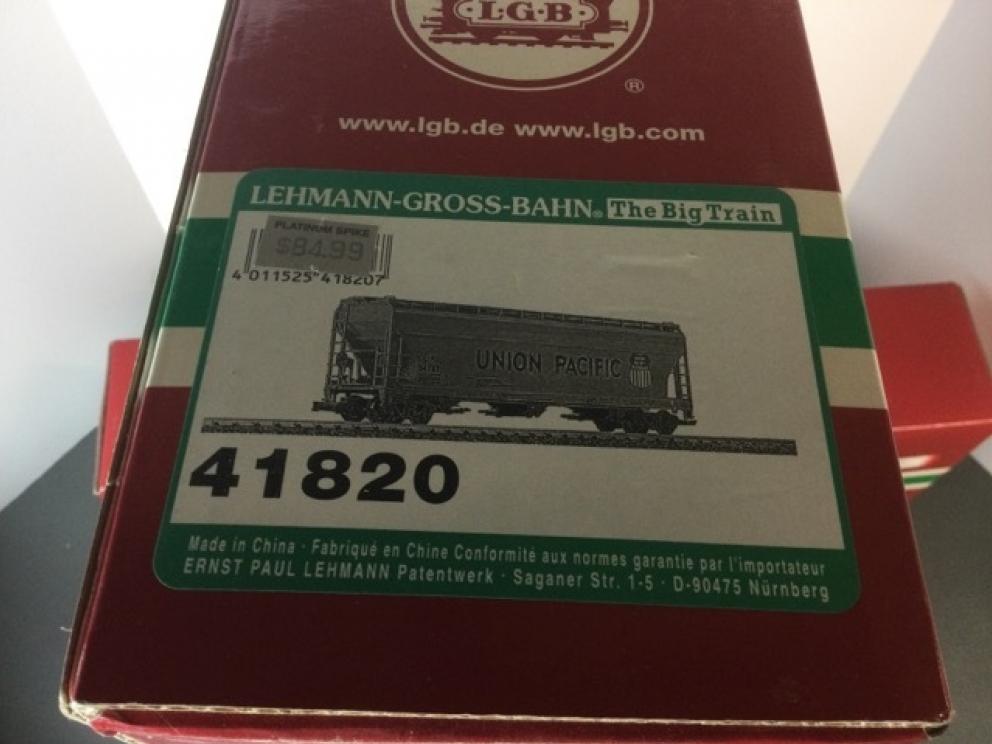 L·G·B
®
www.lgb.de www.lgb.com
LEHMANN-GROSS-BAHN® The Big Train
PLATINUM SPIKE
$84.99
4 011525 418207
UNION PACIFIC
41820
Made in China · Fabriqué en Chine Conformité aux normes garantie par l'importateur
ERNST PAUL LEHMANN Patentwerk · Saganer Str. 1-5 · D-90475 Nürnberg